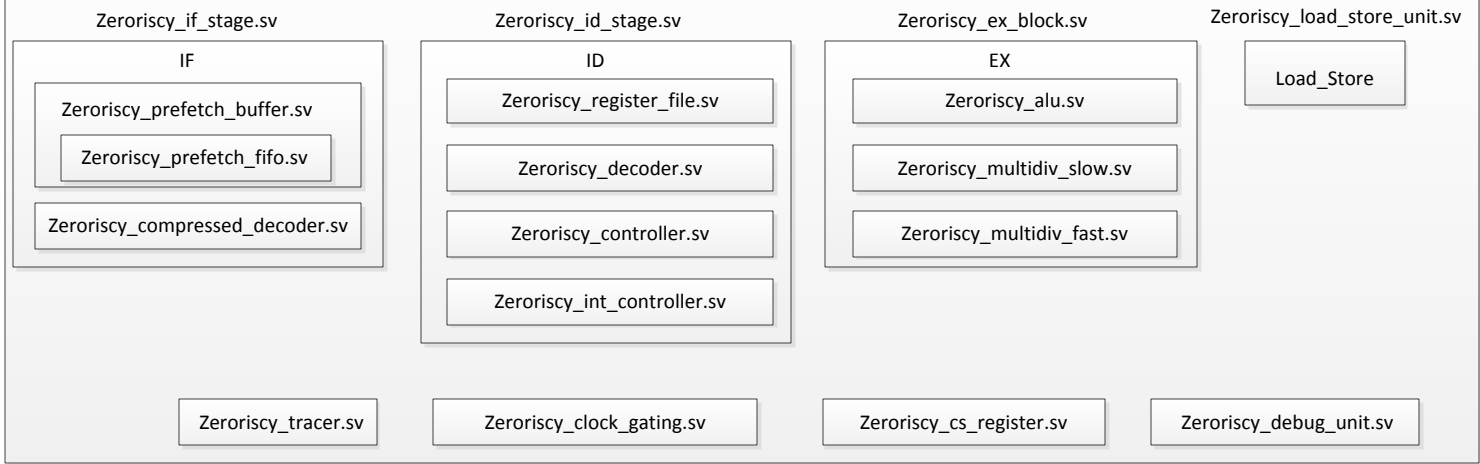 Zeroriscy_if_stage.sv
IF
Zeroriscy_prefetch_buffer.sv
Zeroriscy_prefetch_fifo.sv
Zeroriscy_compressed_decoder.sv
Zeroriscy_id_stage.sv
ID
Zeroriscy_register_file.sv
Zeroriscy_decoder.sv
Zeroriscy_controller.sv
Zeroriscy_int_controller.sv
Zeroriscy_ex_block.sv
EX
Zeroriscy_alu.sv
Zeroriscy_multidiv_slow.sv
Zeroriscy_multidiv_fast.sv
Zeroriscy_load_store_unit.sv
Load_Store
Zeroriscy_tracer.sv
Zeroriscy_clock_gating.sv
Zeroriscy_cs_register.sv
Zeroriscy_debug_unit.sv